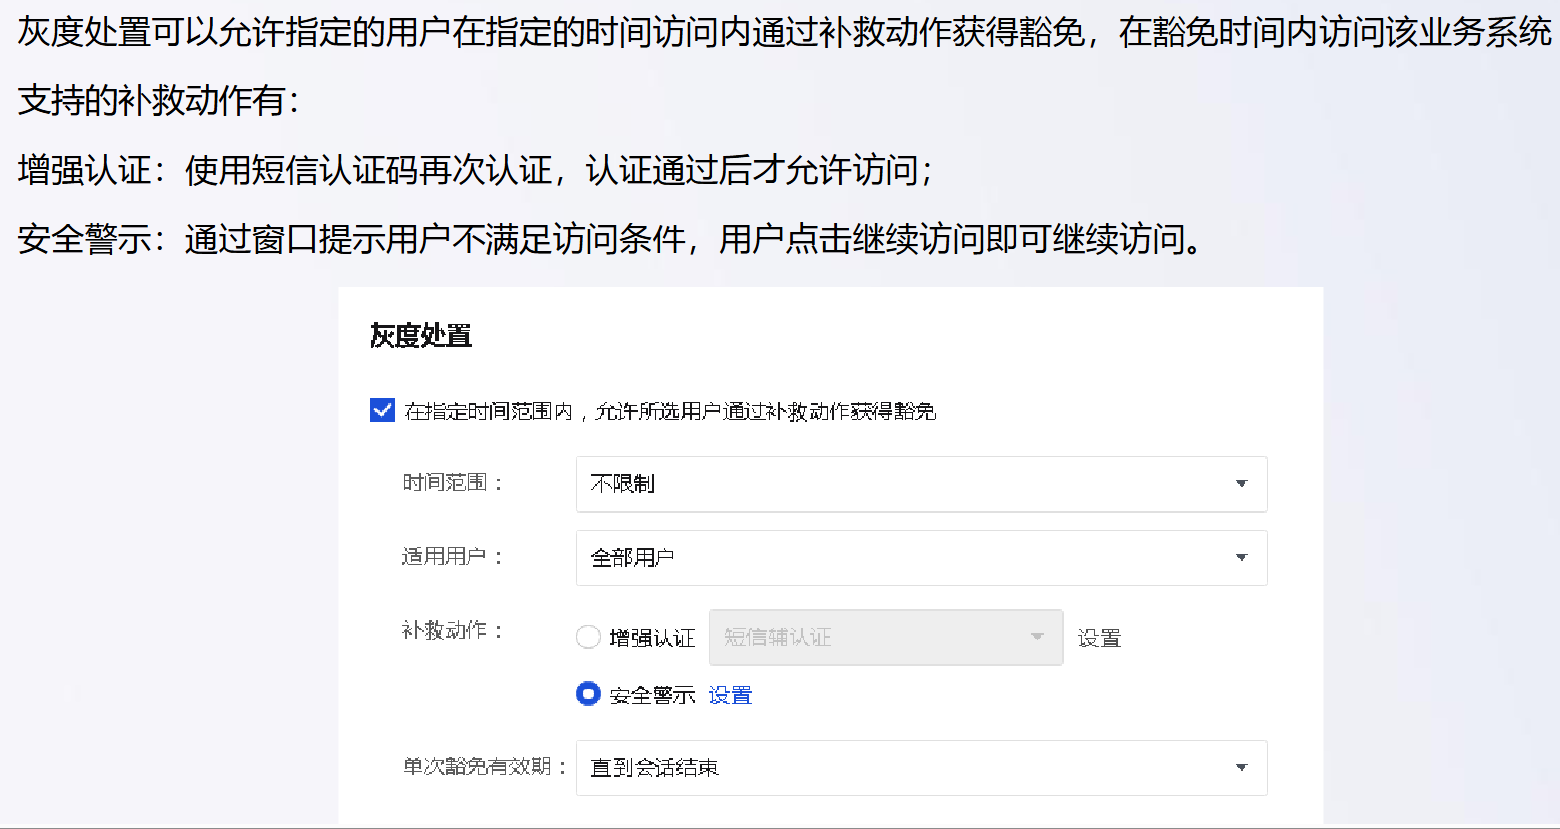 灰度处置可以允许指定的用户在指定的时间访问内通过补救动作获得豁免，在豁免时间内访问该业务系统
支持的补救动作有：
增强认证：使用短信认证码再次认证，认证通过后才允许访问；
安全警示：通过窗口提示用户不满足访问条件，用户点击继续访问即可继续访问。
灰度处置
在指定时间范围内，允许所选用户通过补救动作获得豁免
时间范围： 不限制
适用用户： 全部用户
补救动作： 增强认证 短信辅认证 设置
安全警示 设置
单次豁免有效期： 直到会话结束